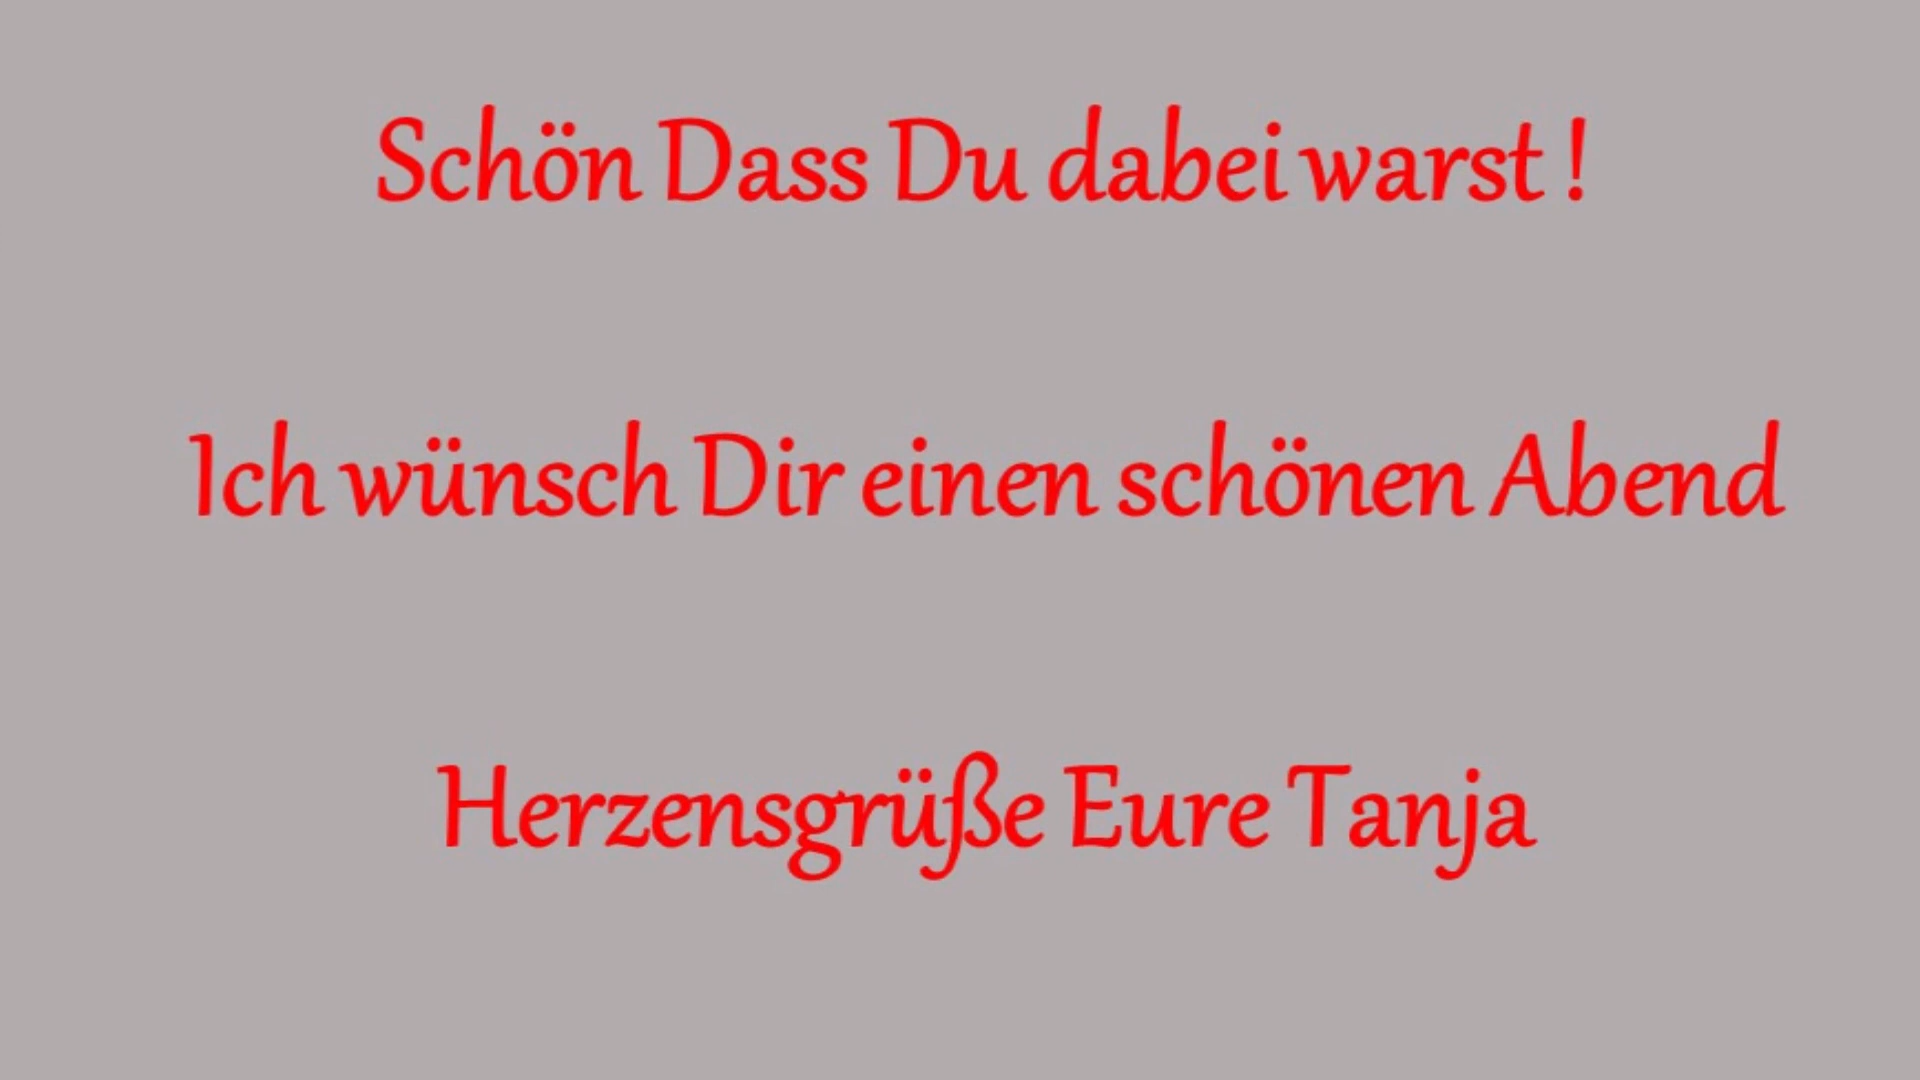 Schön Dass Du dabei warst !
Ich wünsch Dir einen schönen Abend
Herzensgrüße Eure Tanja